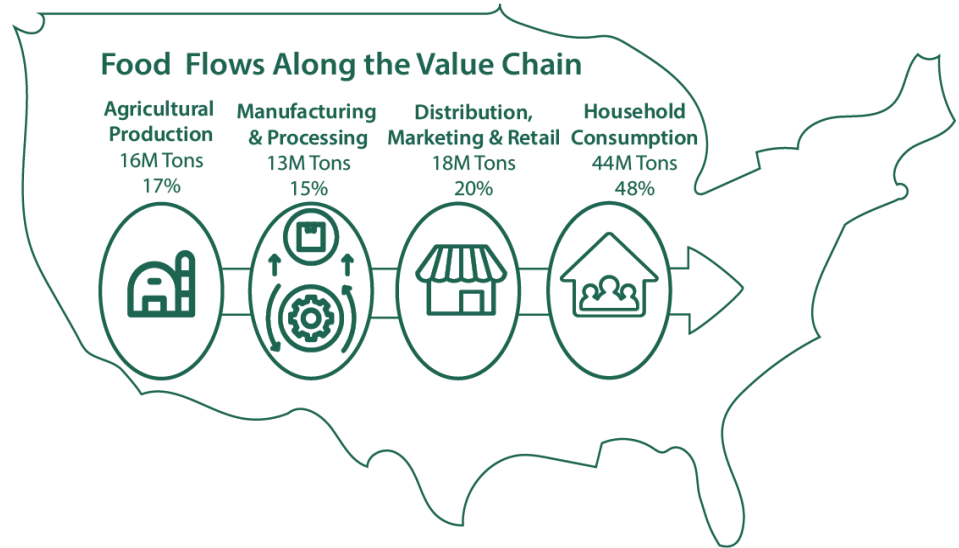 Food Flows Along the Value Chain
Agricultural
Production
16M Tons
17%
Manufacturing
& Processing
13M Tons
15%
Distribution,
Marketing & Retail
18M Tons
20%
Household
Consumption
44M Tons
48%